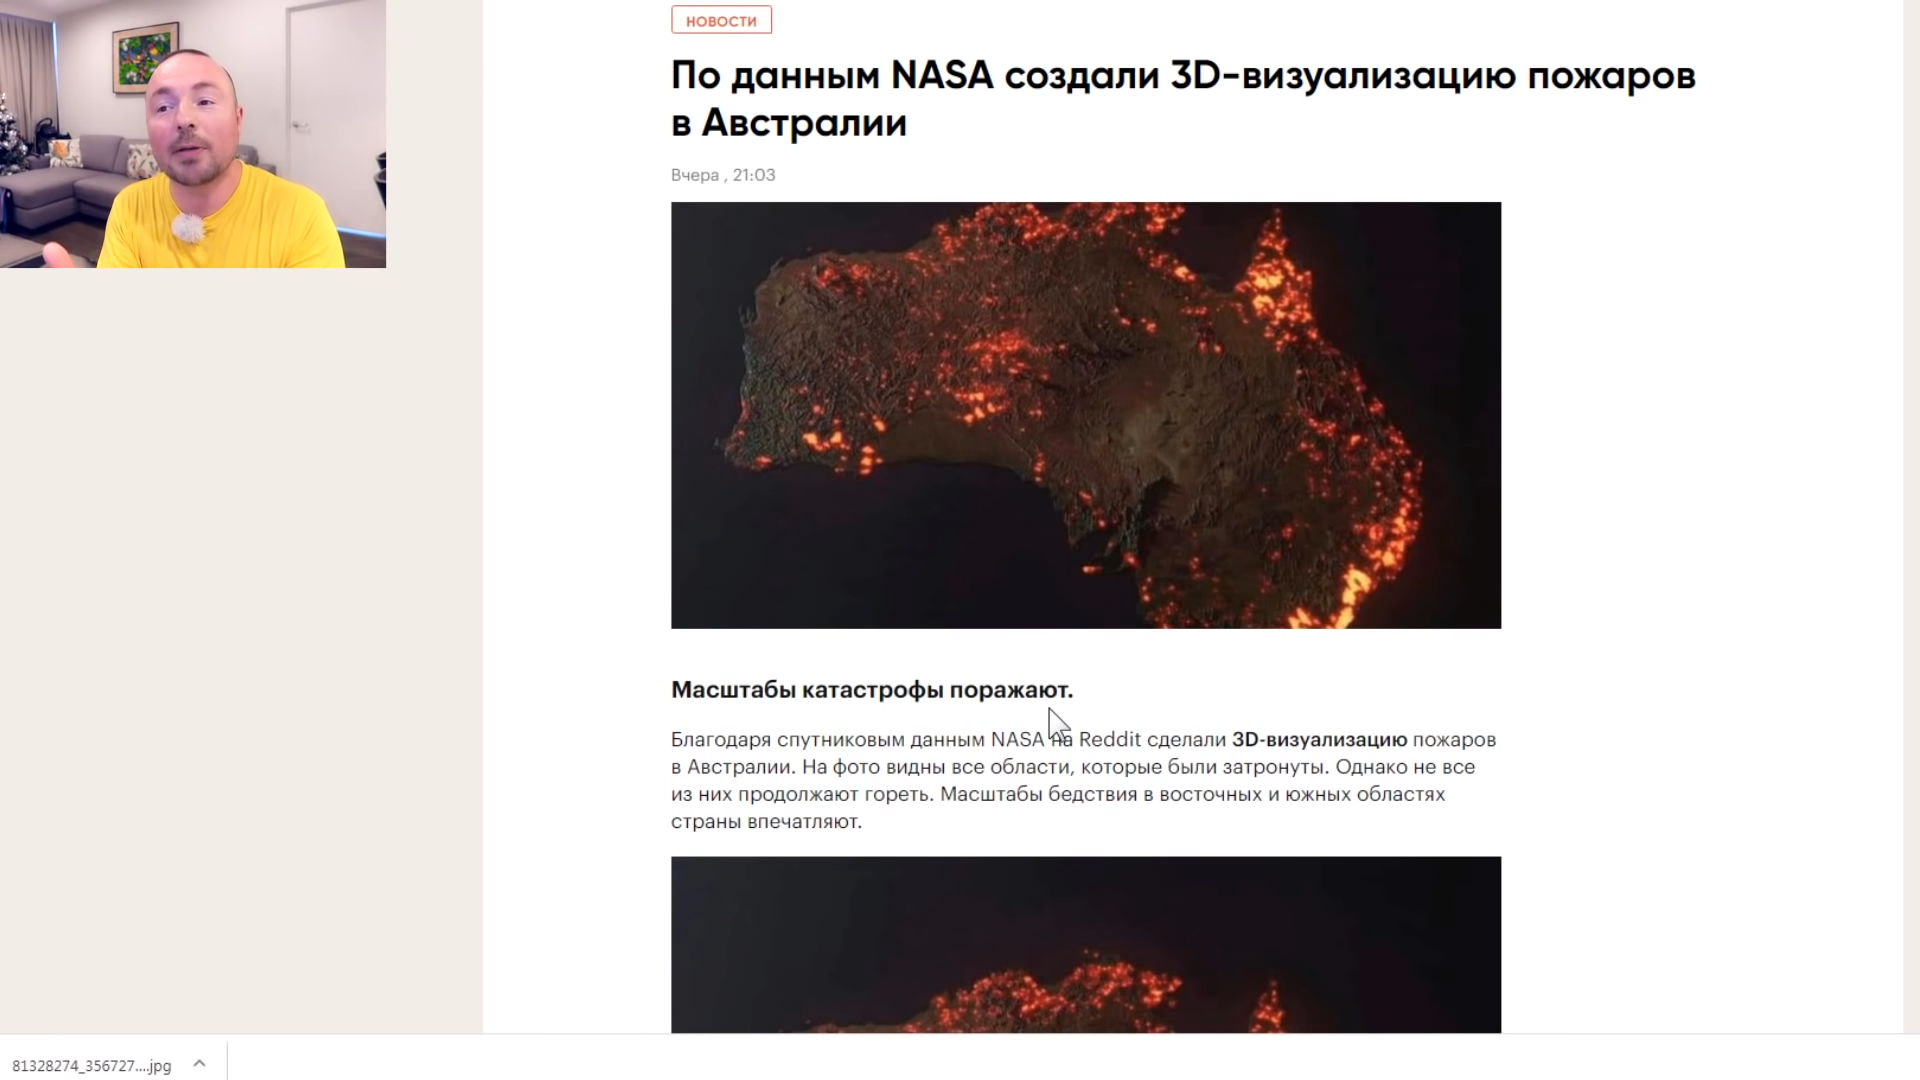 НОВОСТИ
По данным NASA создали 3D-визуализацию пожаров
в Австралии
Вчера , 21:03
Масштабы катастрофы поражают.
Благодаря спутниковым данным NASA на Reddit сделали 3D-визуализацию пожаров
в Австралии. На фото видны все области, которые были затронуты. Однако не все
из них продолжают гореть. Масштабы бедствия в восточных и южных областях
страны впечатляют.
81328274_356727....jpg